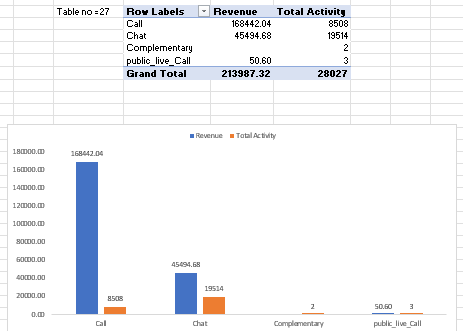 Table no =27 Row Labels Revenue Total Activity
Call 168442.04 8508
Chat 45494.68 19514
Complementary 2
public_live_Call 50.60 3
Grand Total 213987.32 28027
Revenue Total Activity
180000.00
160000.00
140000.00
120000.00
100000.00
80000.00
60000.00
40000.00
20000.00
0.00
168442.04
8508
45494.68
19514
2
50.60 3
Call Chat Complementary public_live_Call